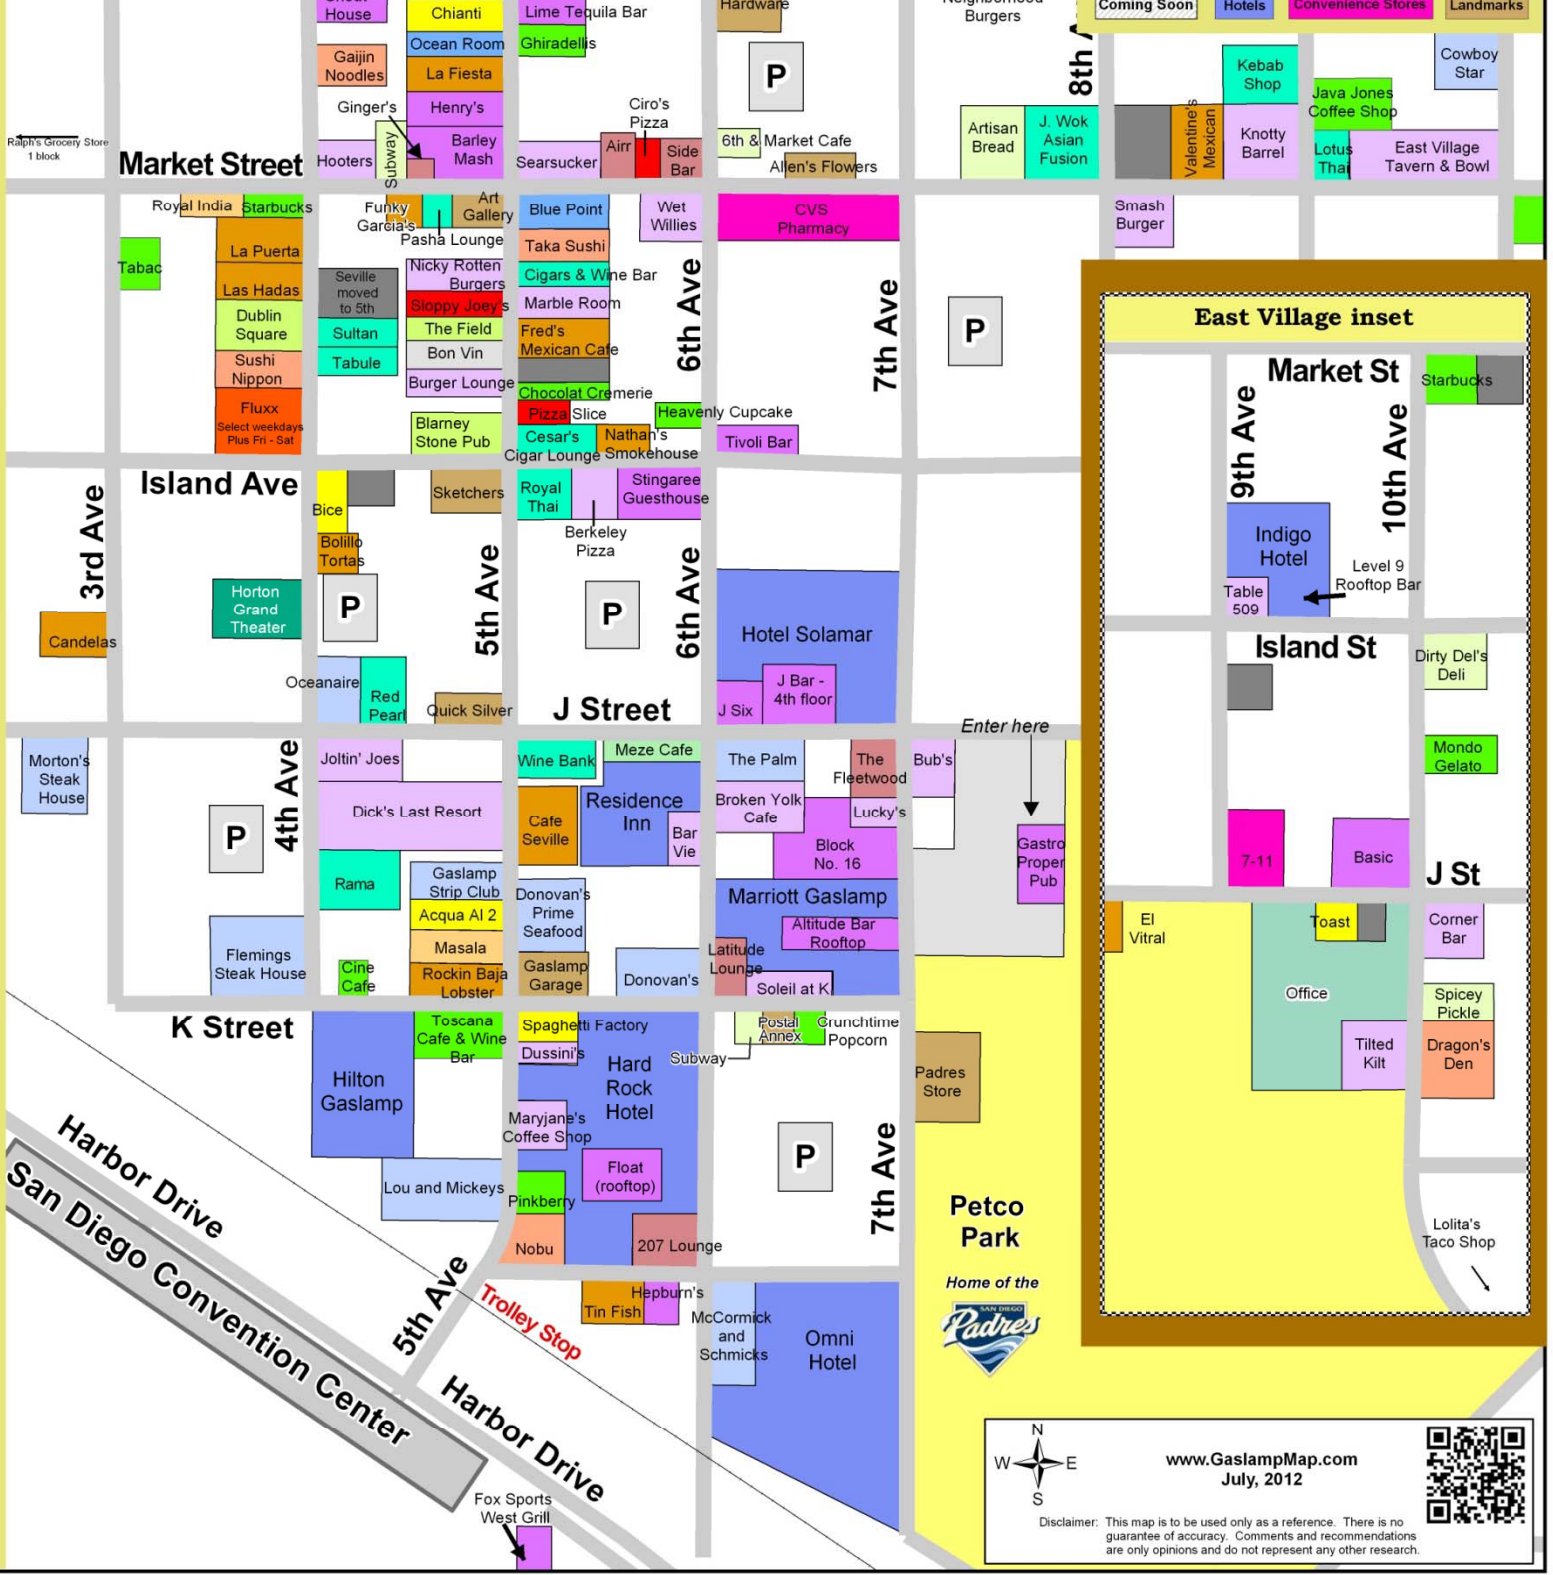 House
Chianti
Lime Tequila Bar
Hardware
Burgers
Coming Soon
Hotels
Convenience Stores
Landmarks
Gaijin
Noodles
Ocean Room
La Fiesta
Ghiradellis
P
8th
Kebab
Shop
Cowboy
Star
Ginger's
Henry's
Ciro's
Pizza
Java Jones
Coffee Shop
Ralph's Grocery Store
1 block
Market Street
Hooters
Subway
Barley
Mash
Searsucker
Airr
Side
Bar
6th & Market Cafe
Allen's Flowers
Artisan
Bread
J. Wok
Asian
Fusion
Valentine's
Mexican
Knotty
Barrel
Lotus
Thai
East Village
Tavern & Bowl
Royal India
Starbucks
Funky
Garcia's
Art
Gallery
Pasha Lounge
Blue Point
Wet
Willies
CVS
Pharmacy
Smash
Burger
Tabac
La Puerta
Las Hadas
Dublin
Square
Sushi
Nippon
Fluxx
Select weekdays
Plus Fri - Sat
Seville
moved
to 5th
Sultan
Tabule
Nicky Rotten
Burgers
Sloppy Joey's
The Field
Bon Vin
Burger Lounge
Blarney
Stone Pub
Taka Sushi
Cigars & Wine Bar
Marble Room
Fred's
Mexican Cafe
Chocolat Cremerie
Pizza Slice
Cesar's
Cigar Lounge
Nathan's
Smokehouse
Heavenly Cupcake
Tivoli Bar
6th Ave
7th Ave
P
East Village inset
Market St
Starbucks
9th Ave
10th Ave
Indigo
Hotel
Table
509
Level 9
Rooftop Bar
Island St
Dirty Del's
Deli
Mondo
Gelato
7-11
Basic
J St
El
Vitral
Toast
Corner
Bar
Office
Spicey
Pickle
Tilted
Kilt
Dragon's
Den
Lolita's
Taco Shop
Island Ave
3rd Ave
Bice
Bolillo
Tortas
Sketchers
5th Ave
Royal
Thai
Berkeley
Pizza
Stingaree
Guesthouse
6th Ave
Horton
Grand
Theater
P
P
Candelas
Oceanaire
Red
Pearl
Quick Silver
J Street
Hotel Solamar
J Six
J Bar -
4th floor
Enter here
Morton's
Steak
House
4th Ave
P
Joltin' Joes
Dick's Last Resort
Rama
Gaslamp
Strip Club
Acqua Al 2
Masala
Rockin Baja
Lobster
Cine
Cafe
Flemings
Steak House
Wine Bank
Meze Cafe
Residence
Inn
Cafe
Seville
Bar
Vie
Donovan's
Prime
Seafood
Gaslamp
Garage
Donovan's
The Palm
The
Fleetwood
Broken Yolk
Cafe
Lucky's
Block
No. 16
Marriott Gaslamp
Altitude Bar
Rooftop
Latitude
Lounge
Soleil at K
Bub's
Gastro
Proper
Pub
K Street
Hilton
Gaslamp
Toscana
Cafe & Wine
Bar
Spaghetti Factory
Dussini's
Hard
Rock
Hotel
Maryjane's
Coffee Shop
Float
(rooftop)
Pinkberry
Nobu
207 Lounge
Subway
Postal
Annex
Crunchtime
Popcorn
P
7th Ave
Padres
Store
Lou and Mickeys
Harbor Drive
San Diego Convention Center
5th Ave
Trolley Stop
Tin Fish
Hepburn's
McCormick
and
Schmicks
Omni
Hotel
Petco
Park
Home of the
SAN DIEGO
Padres
Harbor Drive
Fox Sports
West Grill
N
W
E
S
www.GaslampMap.com
July, 2012
Disclaimer: This map is to be used only as a reference. There is no
guarantee of accuracy. Comments and recommendations
are only opinions and do not represent any other research.